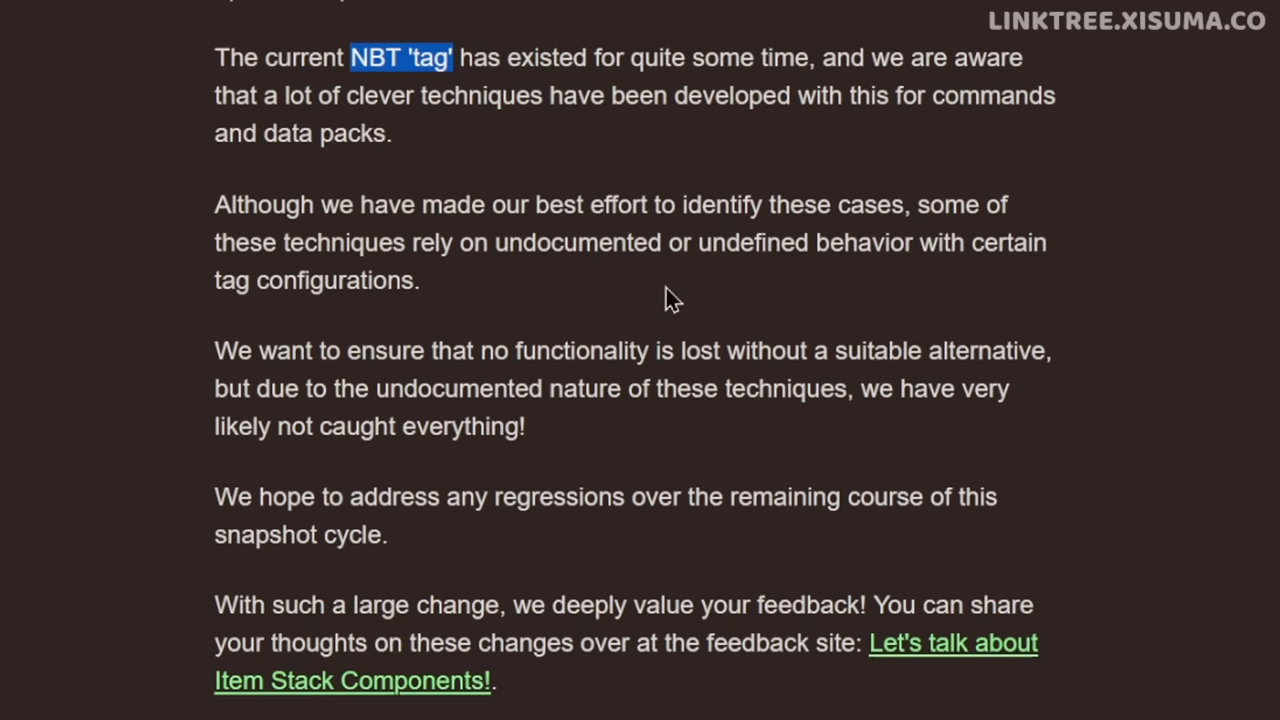 LINKTREE.XISUMA.CO
The current NBT 'tag' has existed for quite some time, and we are aware
that a lot of clever techniques have been developed with this for commands
and data packs.
Although we have made our best effort to identify these cases, some of
these techniques rely on undocumented or undefined behavior with certain
tag configurations.
We want to ensure that no functionality is lost without a suitable alternative,
but due to the undocumented nature of these techniques, we have very
likely not caught everything!
We hope to address any regressions over the remaining course of this
snapshot cycle.
With such a large change, we deeply value your feedback! You can share
your thoughts on these changes over at the feedback site: Let's talk about
Item Stack Components!.